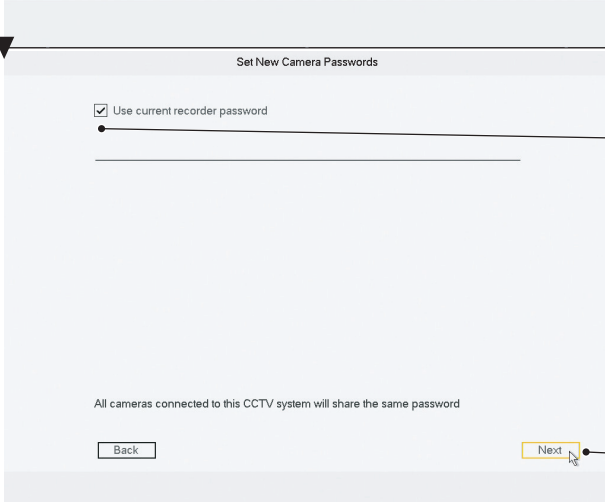 Set New Camera Passwords
Use current recorder password
All cameras connected to this CCTV system will share the same password
Back
Next